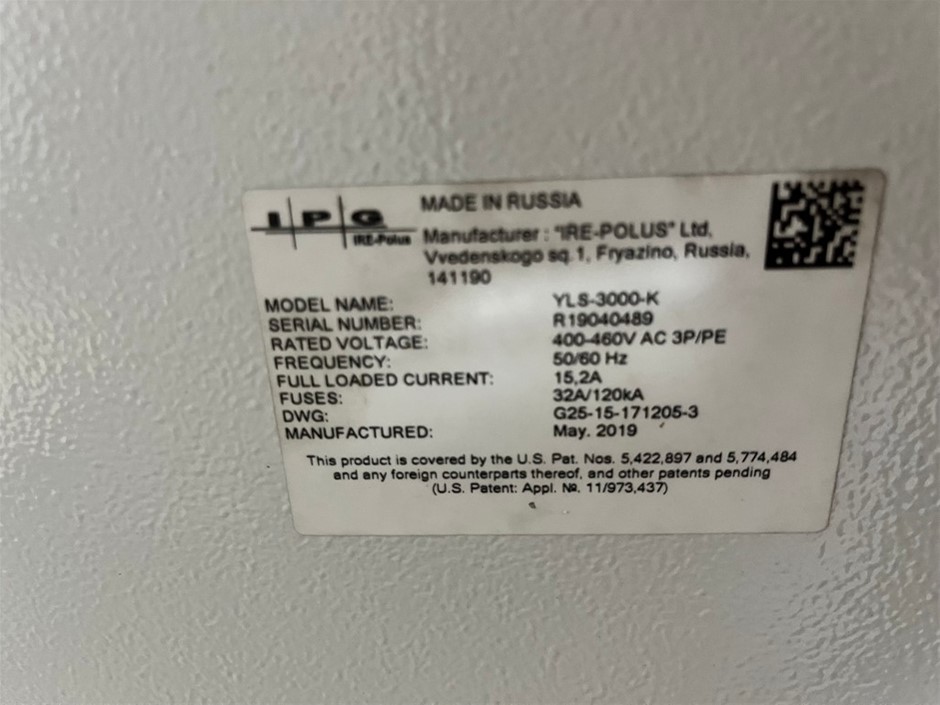 IPG
IRE-Polus
MADE IN RUSSIA
Manufacturer : "IRE-POLUS" Ltd.
Vvedenskogo sq.1, Fryazino, Russia,
141190
MODEL NAME: YLS-3000-K
SERIAL NUMBER: R19040489
RATED VOLTAGE: 400-460V AC 3P/PE
FREQUENCY: 50/60 Hz
FULL LOADED CURRENT: 15,2A
FUSES: 32A/120kA
DWG: G25-15-171205-3
MANUFACTURED: May. 2019
This product is covered by the U.S. Pat. Nos. 5,422,897 and 5,774,484
and any foreign counterparts thereof, and other patents pending
(U.S. Patent: Appl. №. 11/973,437)